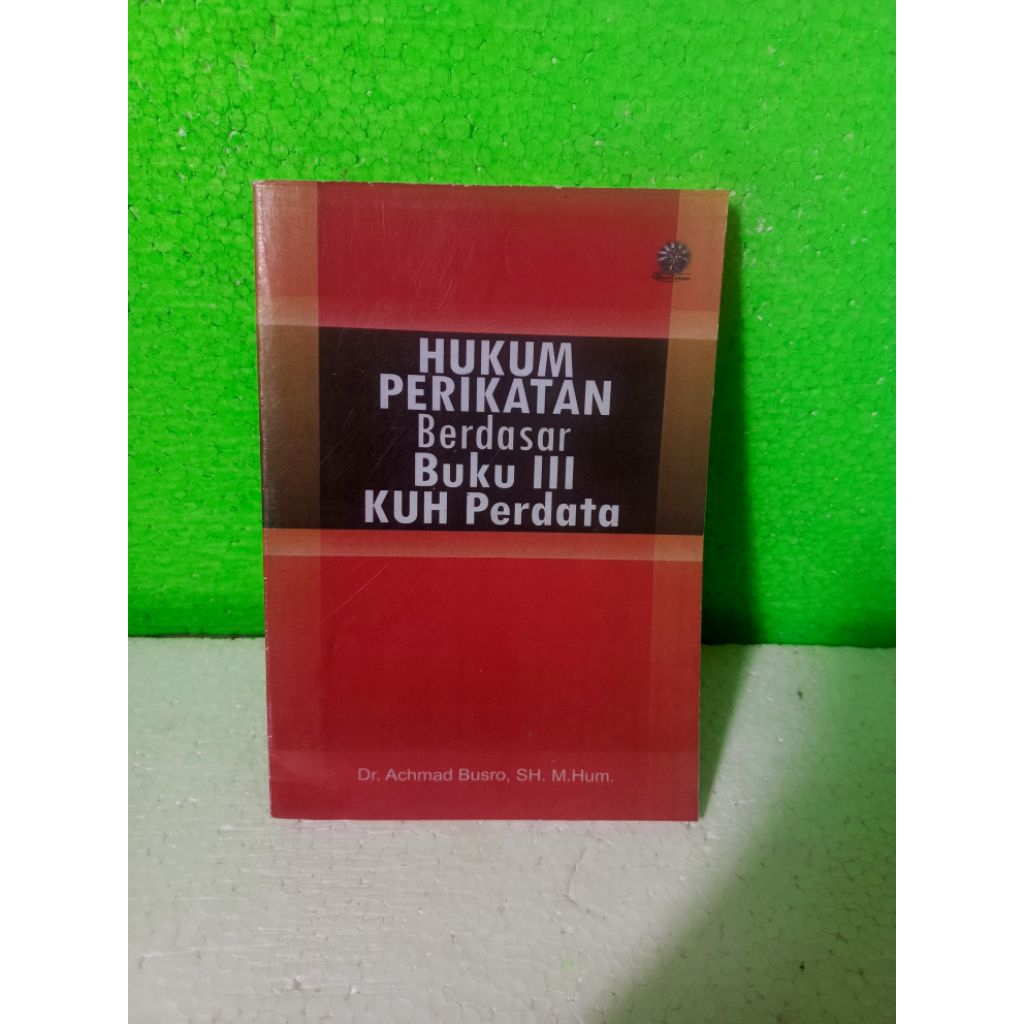 HUKUM
PERIKATAN
Berdasar
Buku III
KUH Perdata
Dr. Achmad Busro, SH. M.Hum.